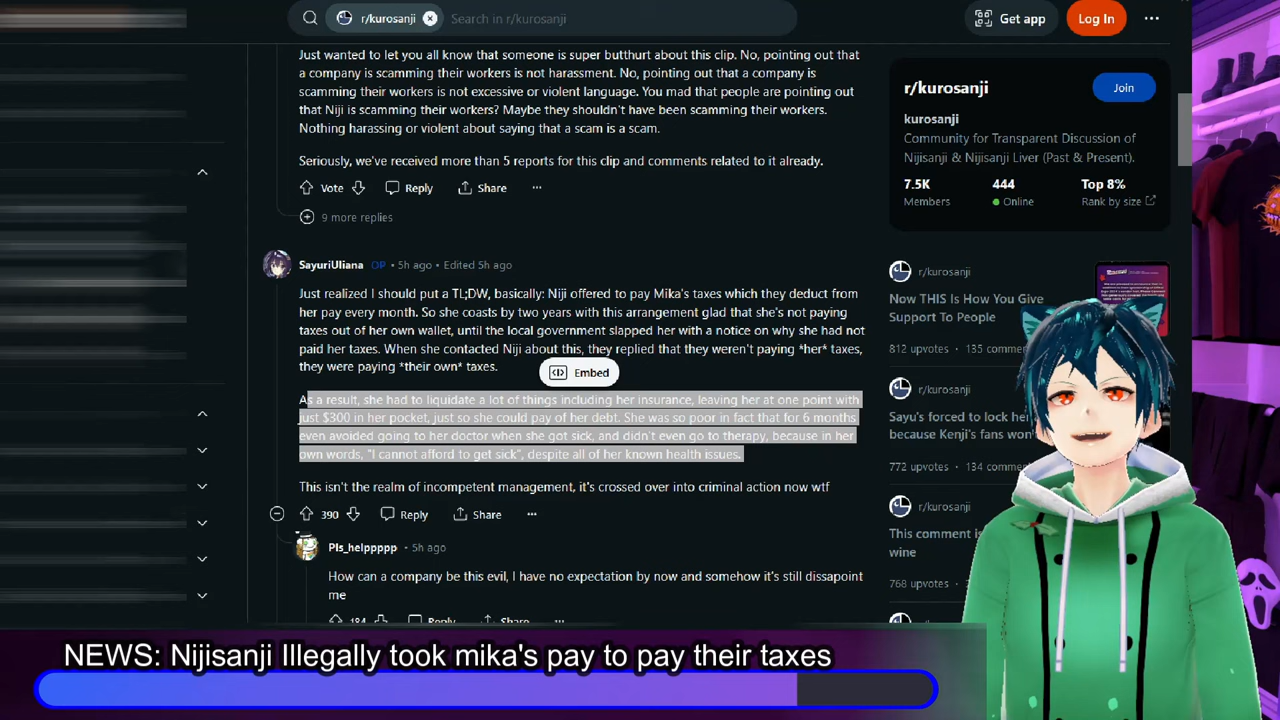 r/kurosanji
Search in r/kurosanji
Get app
Log In
Just wanted to let you all know that someone is super butthurt about this clip. No, pointing out that
a company is scamming their workers is not harassment. No, pointing out that a company is
scamming their workers is not excessive or violent language. You mad that people are pointing out
that Niji is scamming their workers? Maybe they shouldn't have been scamming their workers.
Nothing harassing or violent about saying that a scam is a scam.
Seriously, we've received more than 5 reports for this clip and comments related to it already.
Vote
Reply
Share
9 more replies
SayuriUliana OP • 5h ago • Edited 5h ago
Just realized I should add a TLDW, basically: Niji offered to pay Mika's taxes which they deduct from
her pay every month, so she coasts by two years with this arrangement glad that she's not paying
taxes out of her own wallet, until the local government slapped her with a notice on why she had not
paid her taxes. When she contacted Niji about this, they replied that they weren't paying *her* taxes,
they were paying *their own* taxes.
Embed
As a result, she had to liquidate a lot of things including her insurance, leaving her at one point with
just $300 in her pocket, just so she could pay of her debt. She was so poor in fact that for 6 months
even avoided going to her doctor when she got sick, and didn't even go to therapy, because in her
own words, "I cannot afford to get sick", despite all of her known health issues.
This isn't the realm of incompetent management, it's crossed over into criminal action now wtf
390
Reply
Share
Pls_helppppp • 5h ago
How can a company be this evil, I have no expectation by now and somehow it's still dissapoint
me
184
Reply
Share
r/kurosanji
Join
kurosanji
Community for Transparent Discussion of
Nijisanji & Nijisanji Liver (Past & Present).
7.5K
444
Top 8%
Members
Online
Rank by size
r/kurosanji
Now THIS Is How You Give
Support To People
812 upvotes • 135 comme
r/kurosanji
Sayu's forced to lock he
because Kenji's fans won
772 upvotes • 134 comm
r/kurosanji
This comment is
wine
768 upvotes
NEWS: Nijisanji Illegally took mika's pay to pay their taxes